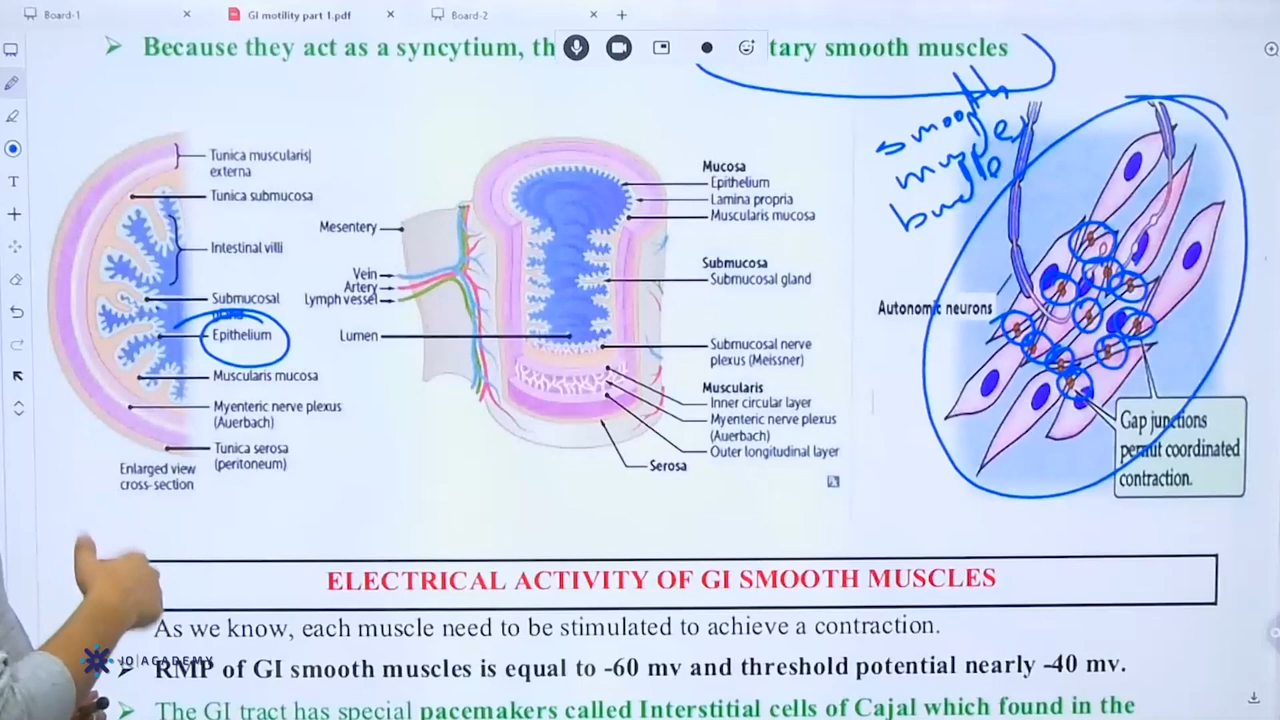 Board-1
GI motility part 1.pdf
Board-2
Because they act as a syncytium, th
tary smooth muscles
smooth
muscle
bundle
Tunica muscularis
externa
Tunica submucosa
Intestinal villi
Submucosal
Epithelium
Muscularis mucosa
Myenteric nerve plexus
(Auerbach)
Tunica serosa
(peritoneum)
Enlarged view
cross-section
Mesentery
Vein
Artery
Lymph vessel
Lumen
Mucosa
Epithelium
Lamina propria
Muscularis mucosa
Submucosa
Submucosal gland
Submucosal nerve
plexus (Meissner)
Muscularis
Inner circular layer
Myenteric nerve plexus
(Auerbach)
Outer longitudinal layer
Serosa
Autonomic neurons
Gap junctions
permit coordinated
contraction.
ELECTRICAL ACTIVITY OF GI SMOOTH MUSCLES
As we know, each muscle need to be stimulated to achieve a contraction.
RMP of GI smooth muscles is equal to -60 mv and threshold potential nearly -40 mv.
The GI tract has special pacemakers called Interstitial cells of Cajal which found in the
JO|ACADEMY